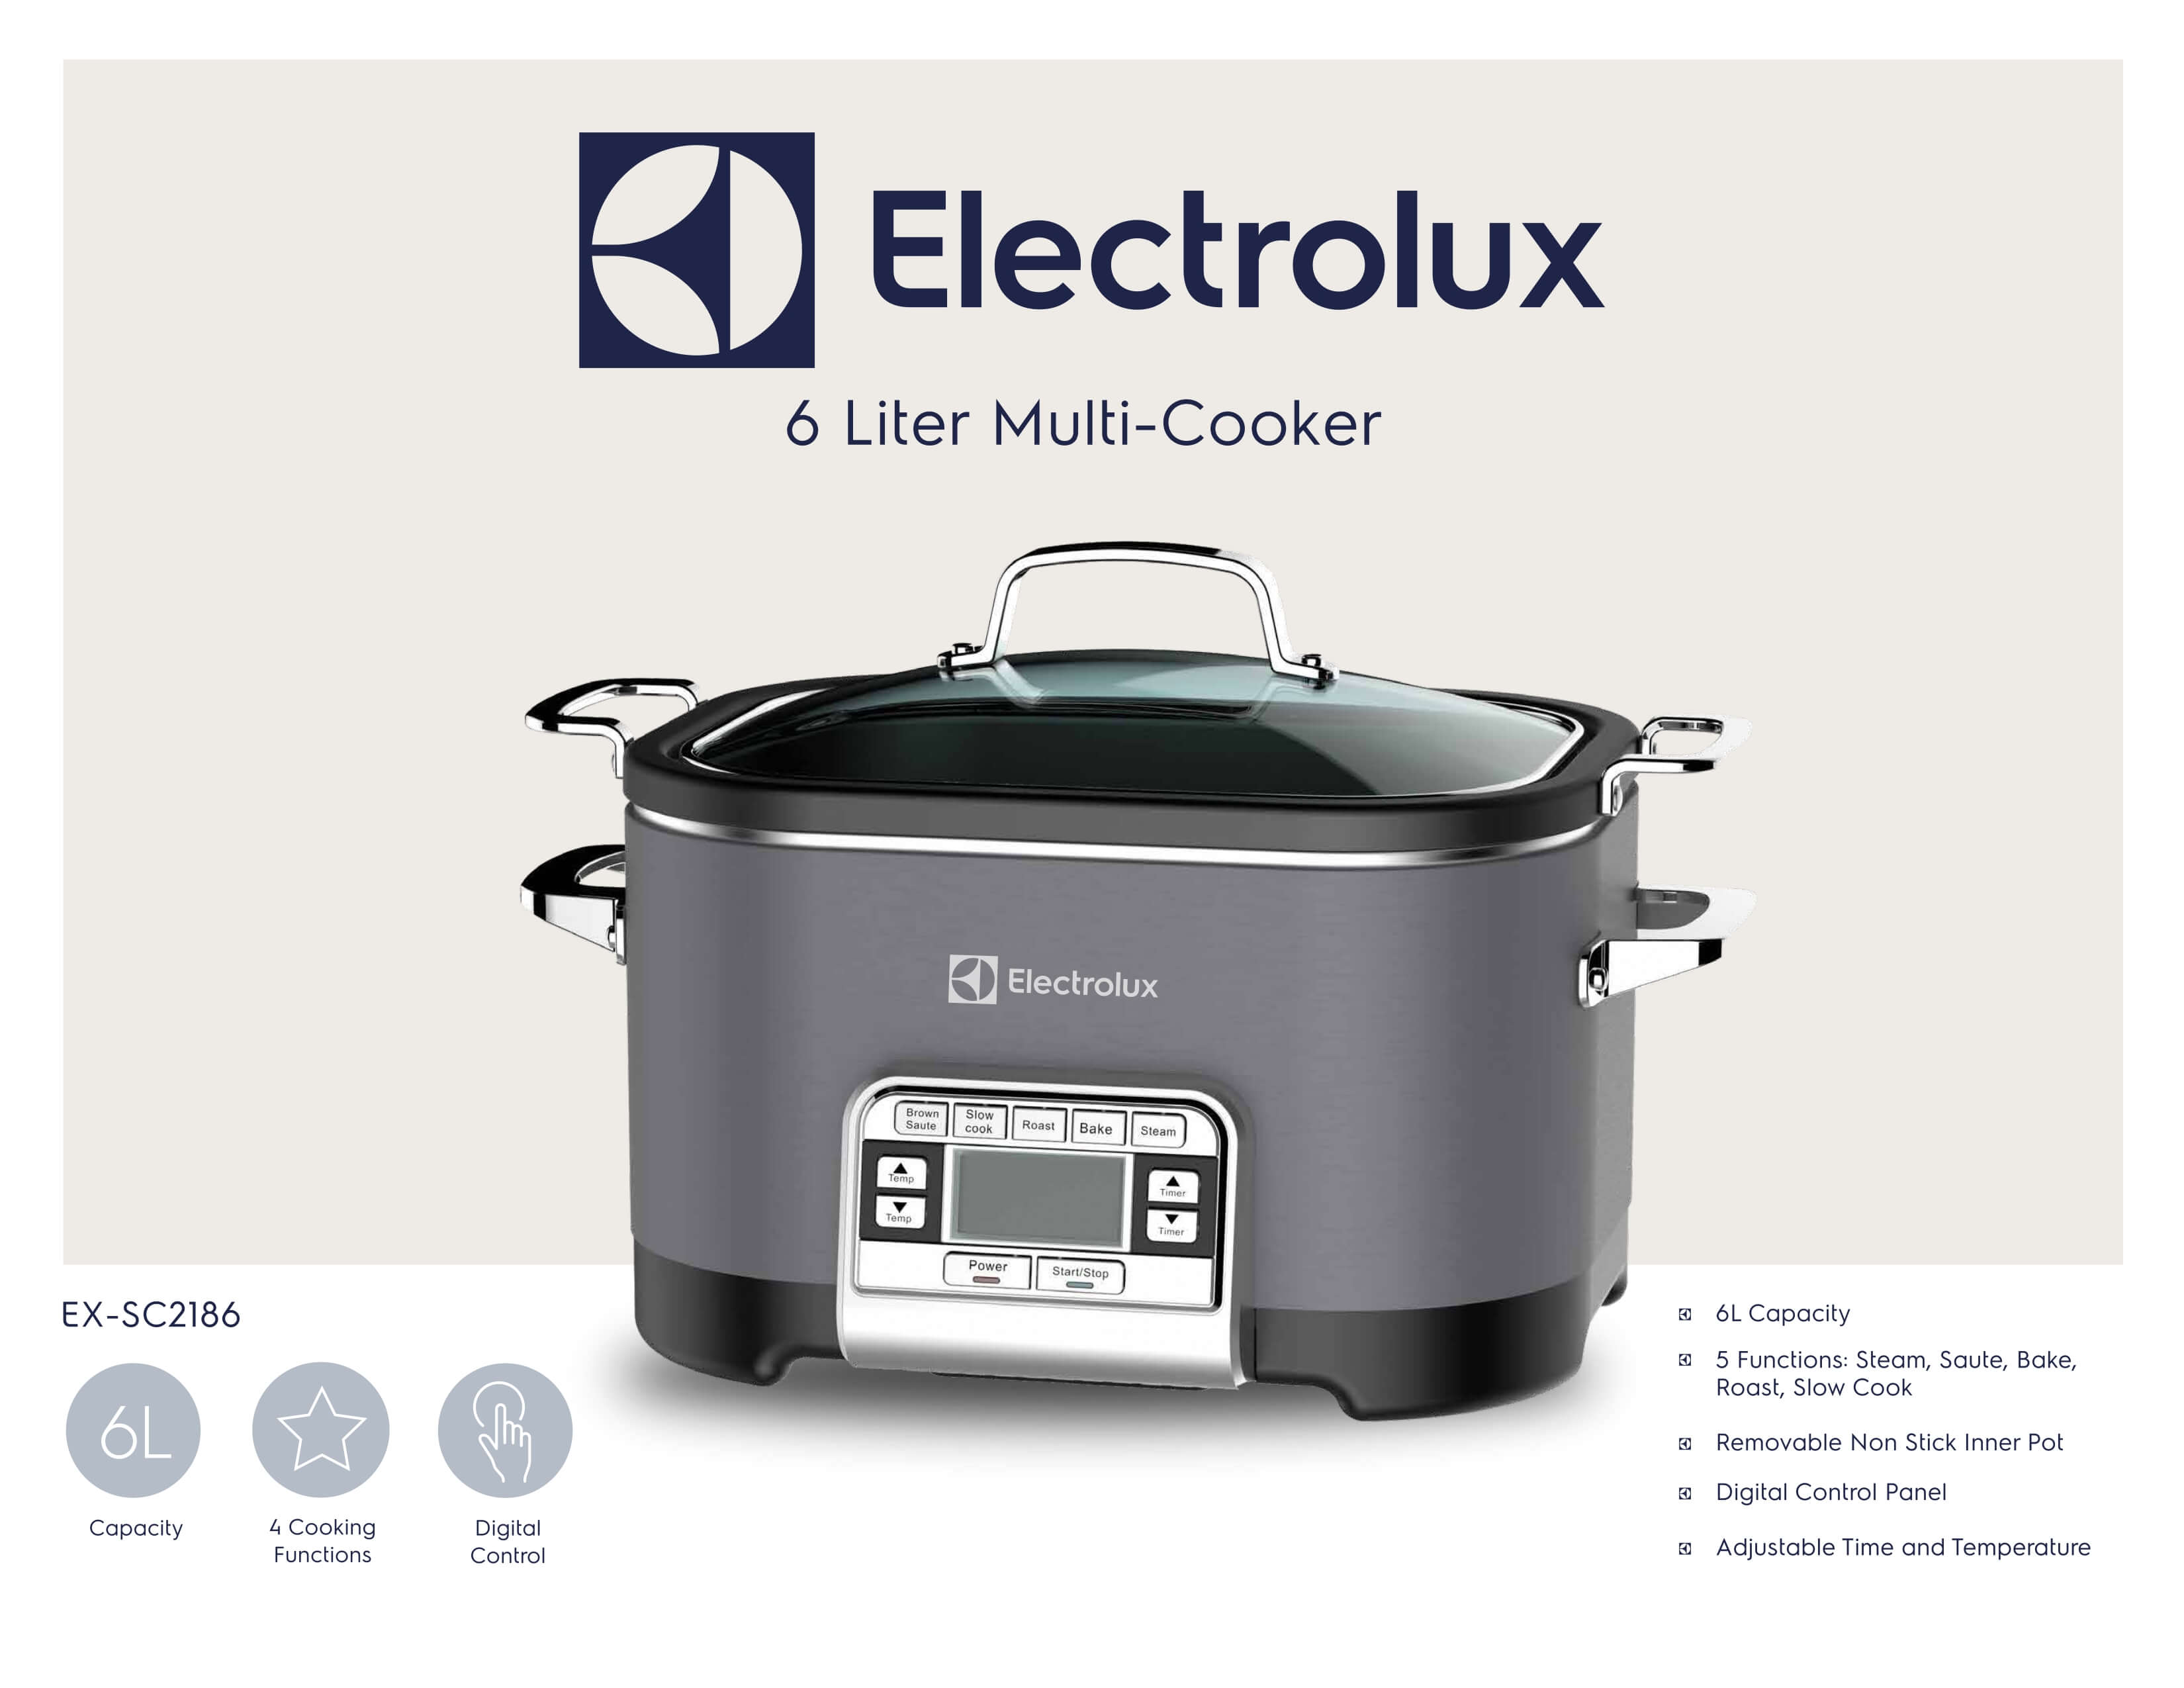 Electrolux
6 Liter Multi-Cooker
Electrolux
Brown
Saute
Slow
cook
Roast
Bake
Steam
Temp
Temp
Timer
Timer
Power
Start/Stop
EX-SC2186
6L
Capacity
4 Cooking
Functions
Digital
Control
6L Capacity
5 Functions: Steam, Saute, Bake,
Roast, Slow Cook
Removable Non Stick Inner Pot
Digital Control Panel
Adjustable Time and Temperature